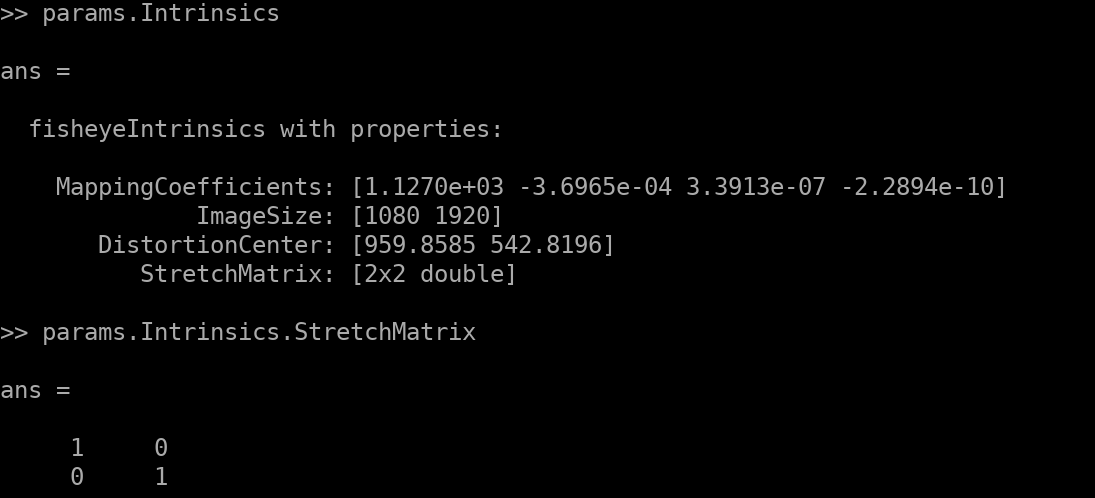 >> params.Intrinsics
ans =
fisheyeIntrinsics with properties:
MappingCoefficients: [1.1270e+03 -3.6965e-04 3.3913e-07 -2.2894e-10]
ImageSize: [1080 1920]
DistortionCenter: [959.8585 542.8196]
StretchMatrix: [2x2 double]
>> params.Intrinsics.StretchMatrix
ans =
1 0
0 1